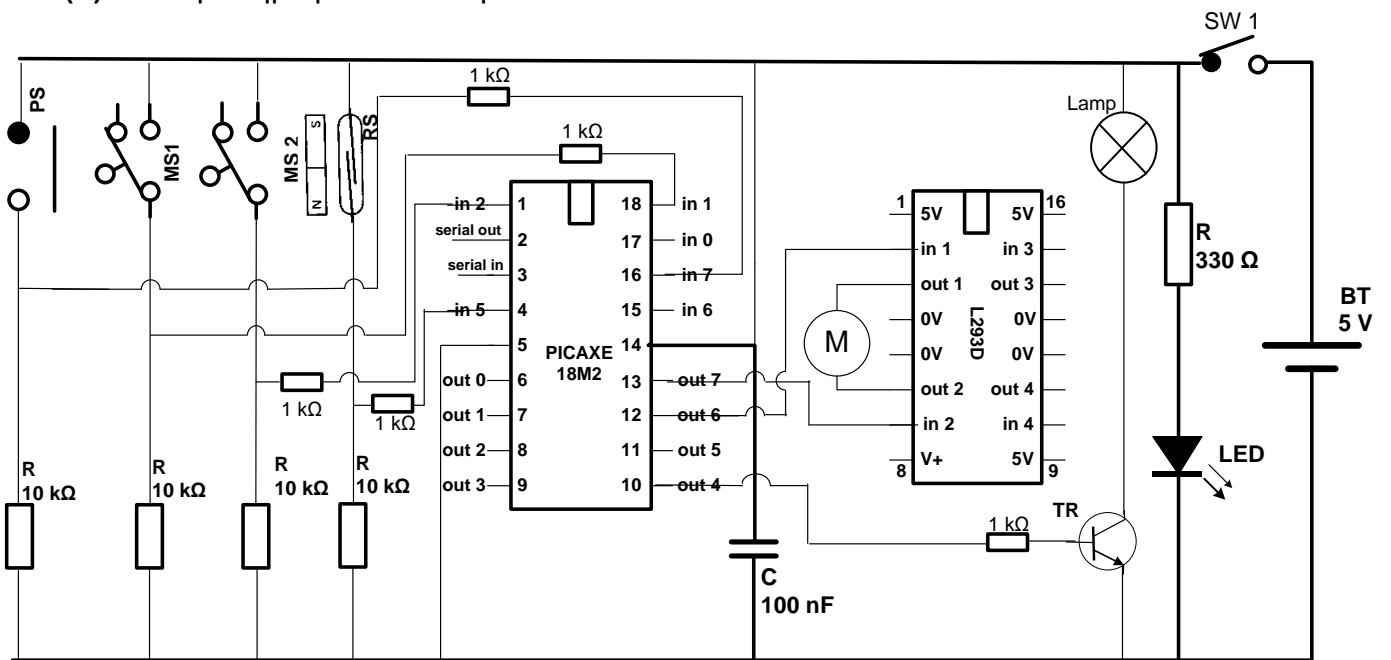 SW 1
1 kΩ
PS
MS1
MS 2
S
N
RS
1 kΩ
Lamp
in 2
serial out
serial in
in 5
out 0
out 1
out 2
out 3
1
2
3
4
5
6
7
8
9
PICAXE
18M2
18
17
16
15
14
13
12
11
10
in 1
in 0
in 7
in 6
out 7
out 6
out 5
out 4
M
1
8
5V
in 1
out 1
0V
0V
out 2
in 2
V+
L293D
5V
in 3
out 3
0V
0V
out 4
in 4
5V
16
9
R
330 Ω
BT
5 V
LED
TR
1 kΩ
1 kΩ
1 kΩ
R
10 kΩ
R
10 kΩ
R
10 kΩ
R
10 kΩ
C
100 nF